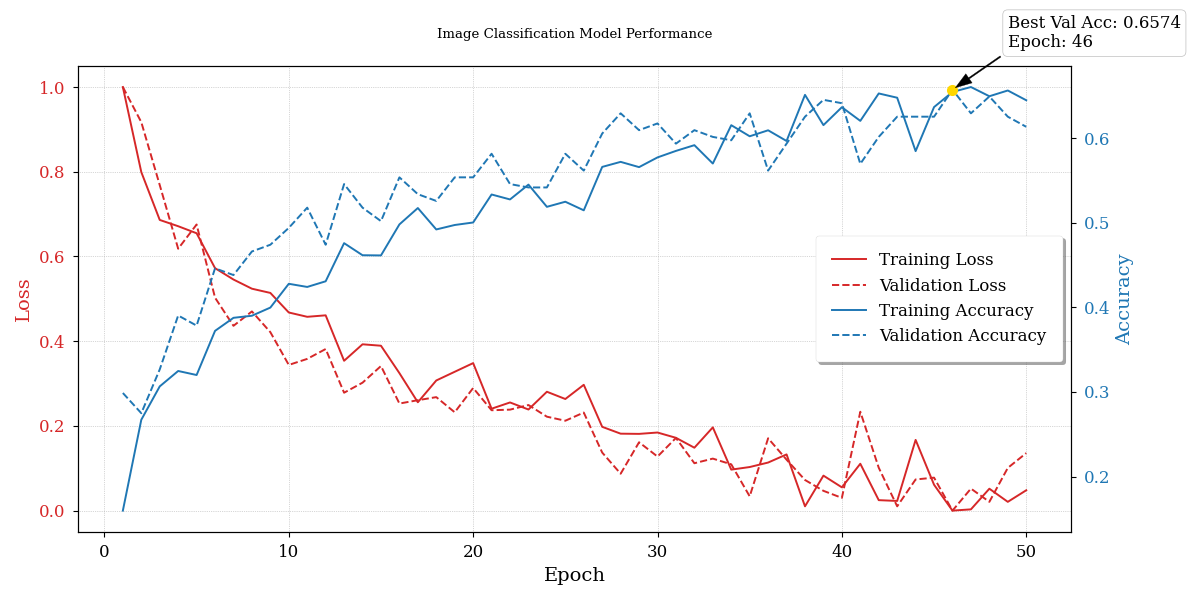 Best Val Acc: 0.6574
Epoch: 46
Image Classification Model Performance
1.0
0.8
0.6
0.4
0.2
0.0
Loss
0.6
0.5
0.4
0.3
0.2
Accuracy
Training Loss
Validation Loss
Training Accuracy
Validation Accuracy
0 10 20 30 40 50
Epoch